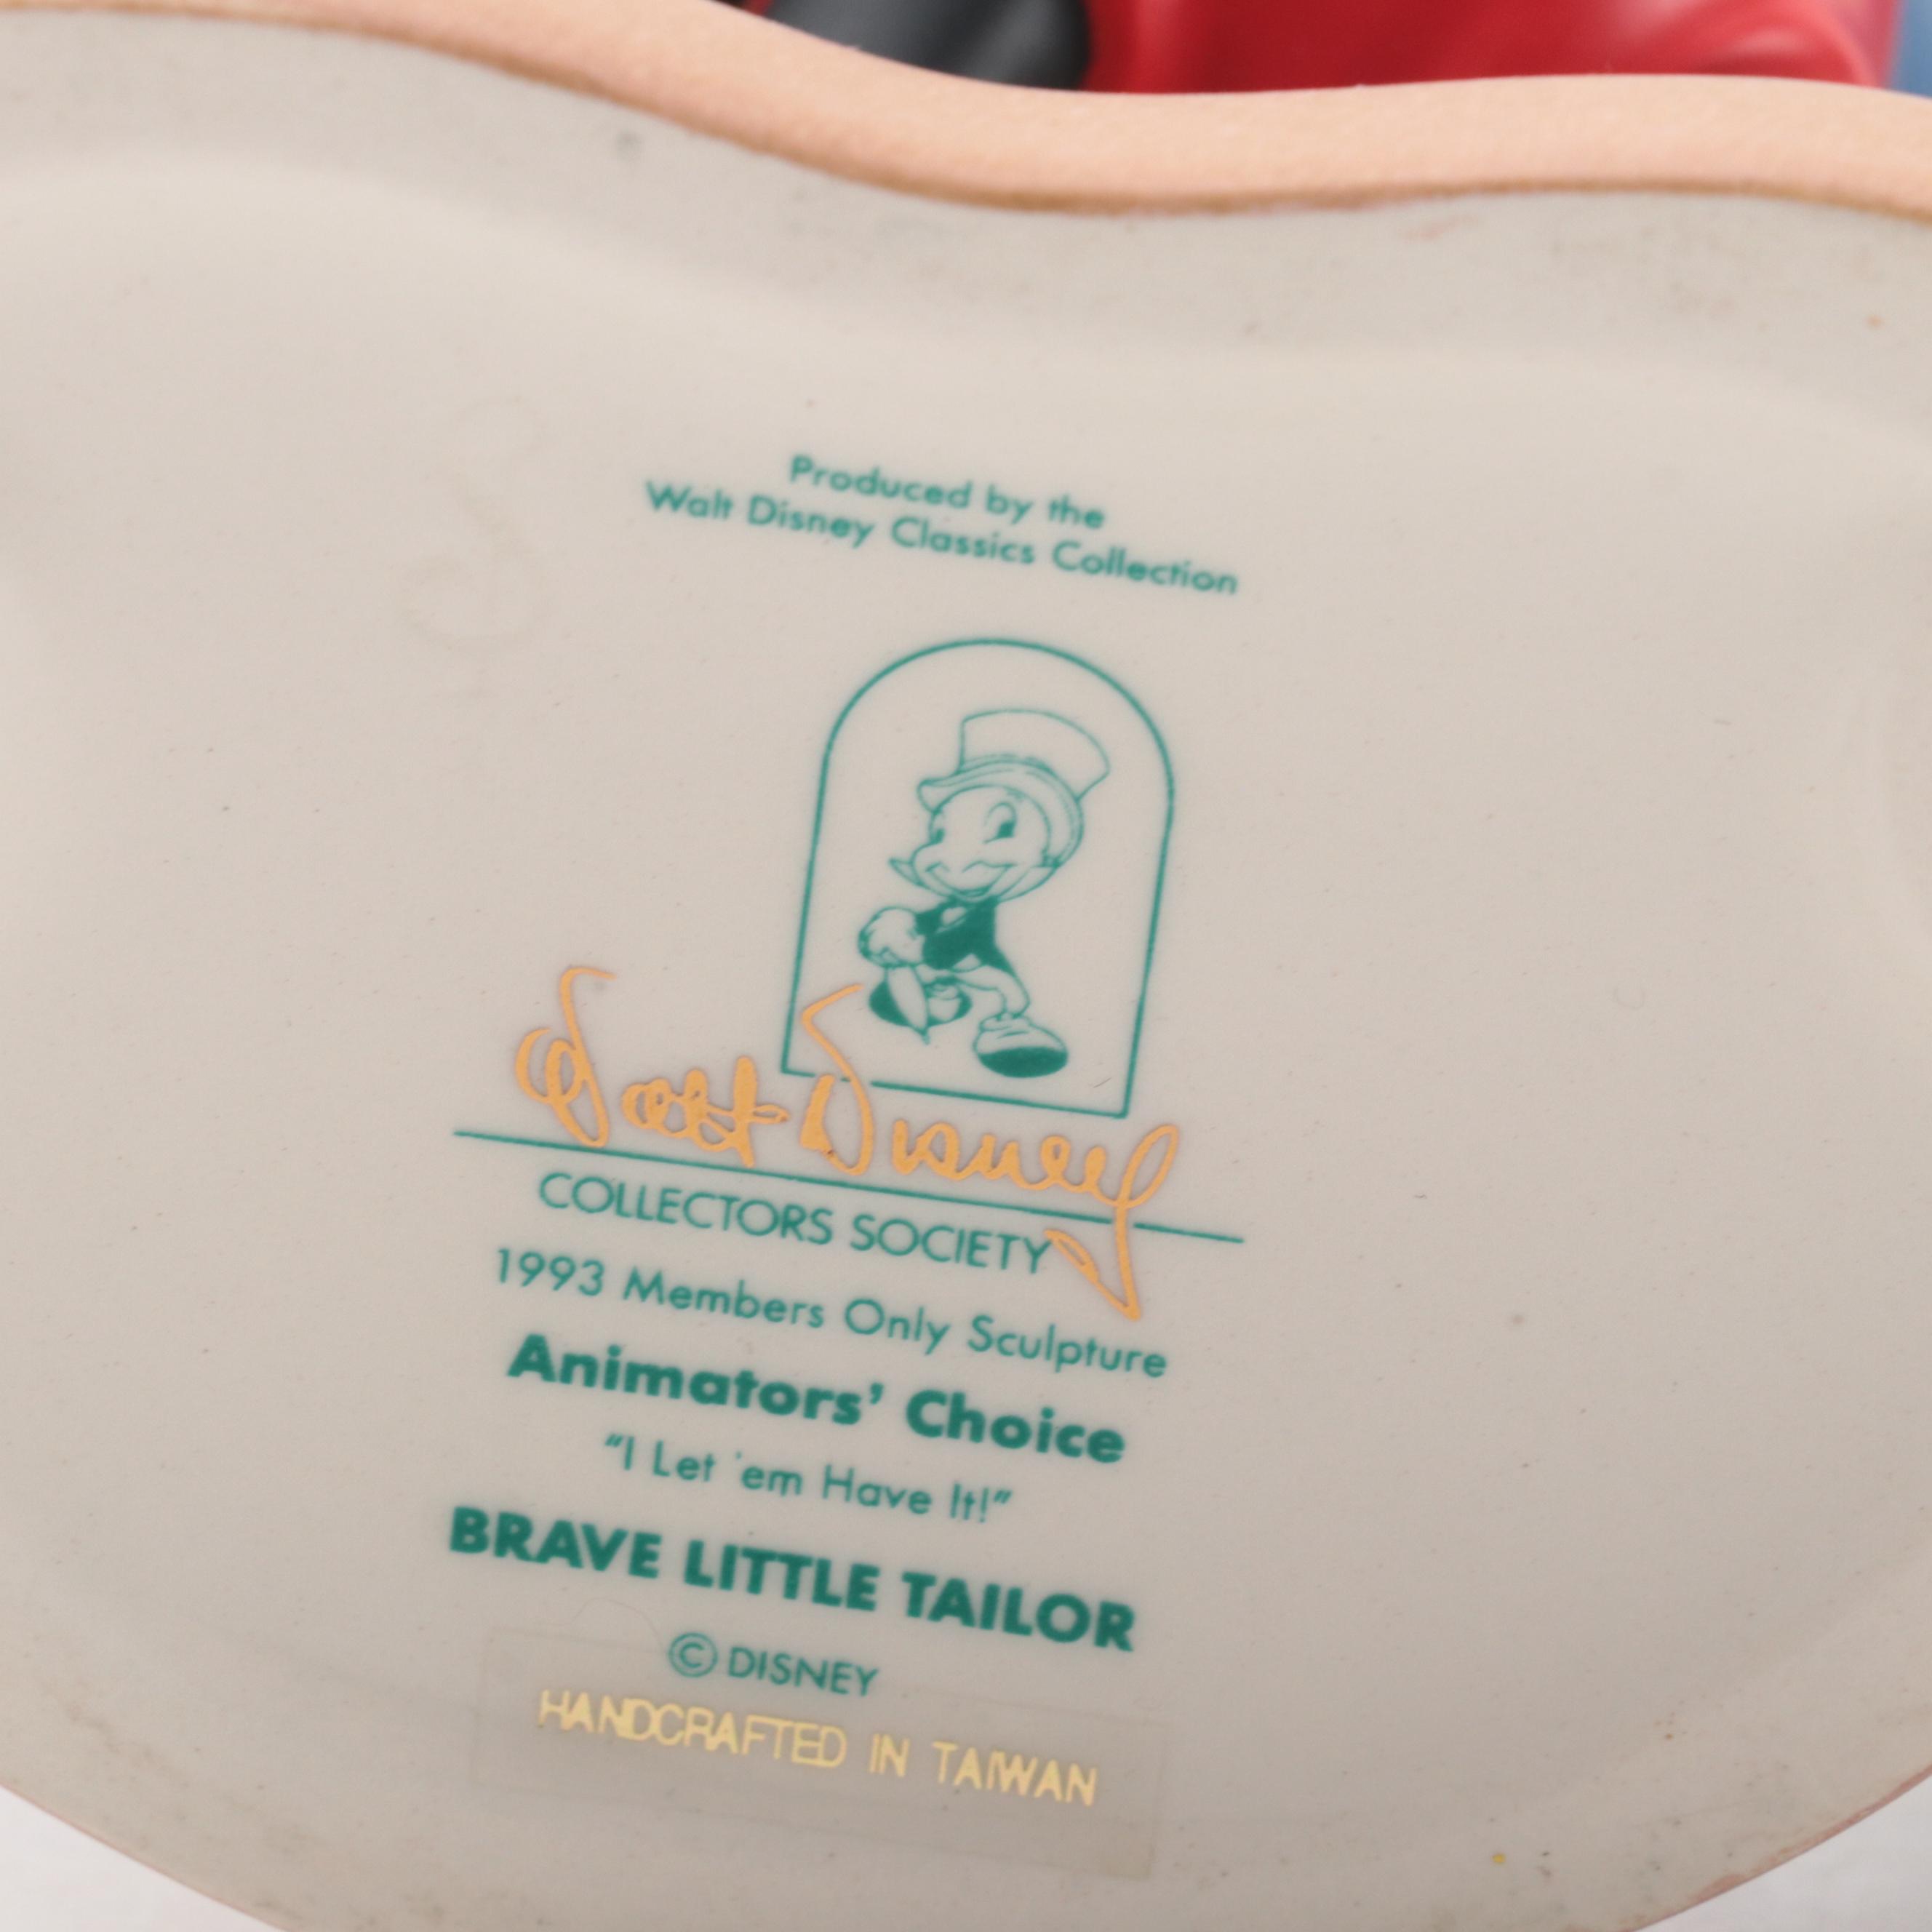 Produced by the
Walt Disney Classics Collection
Walt Disney
COLLECTORS SOCIETY
1993 Members Only Sculpture
Animators’ Choice
“I Let ’em Have It!”
BRAVE LITTLE TAILOR
© DISNEY
HANDCRAFTED IN TAIWAN